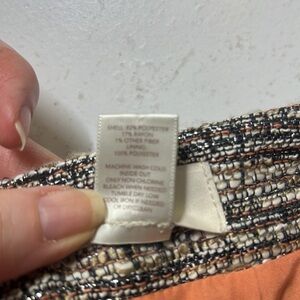 SHELL: 82% POLYESTER
17% RAYON
1% OTHER FIBER
LINING:
100% POLYESTER
MACHINE WASH COLD
INSIDE OUT
ONLY NON-CHLORINE
BLEACH WHEN NEEDED
TUMBLE DRY LOW
COOL IRON IF NEEDED
OR DRYCLEAN